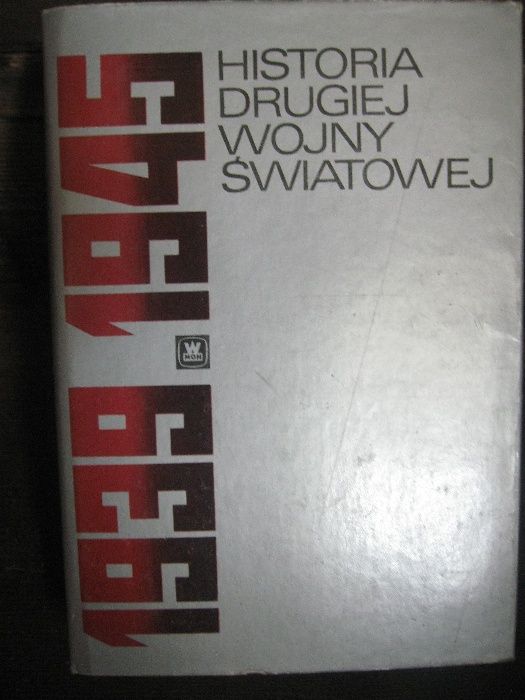 HISTORIA
DRUGIEJ
WOJNY
ŚWIATOWEJ
1939 1945
W
MON